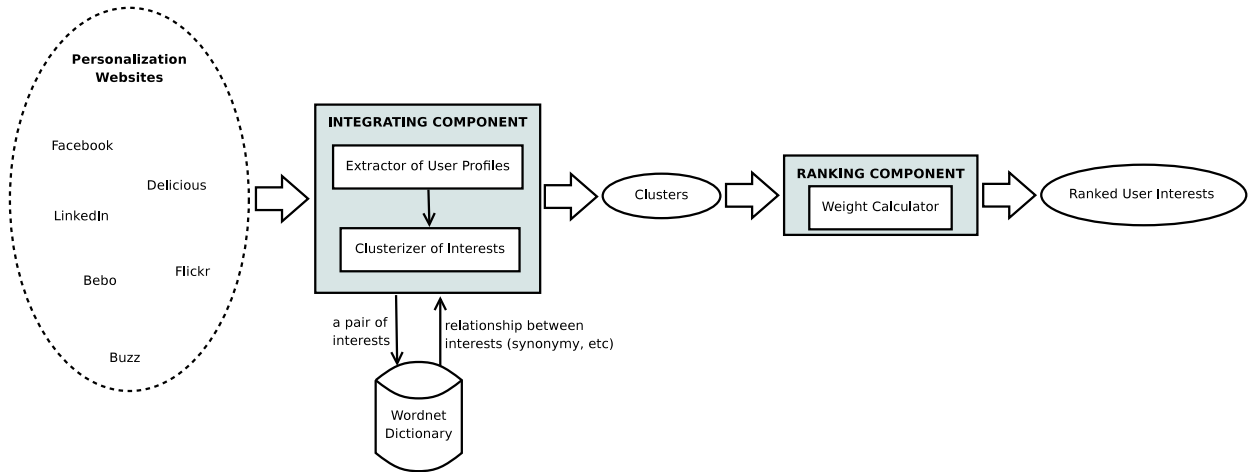 Personalization
Websites
Facebook
Delicious
LinkedIn
Flickr
Bebo
Buzz
INTEGRATING COMPONENT
Extractor of User Profiles
Clusterizer of Interests
a pair of
interests
relationship between
interests (synonymy, etc)
Wordnet
Dictionary
Clusters
RANKING COMPONENT
Weight Calculator
Ranked User Interests